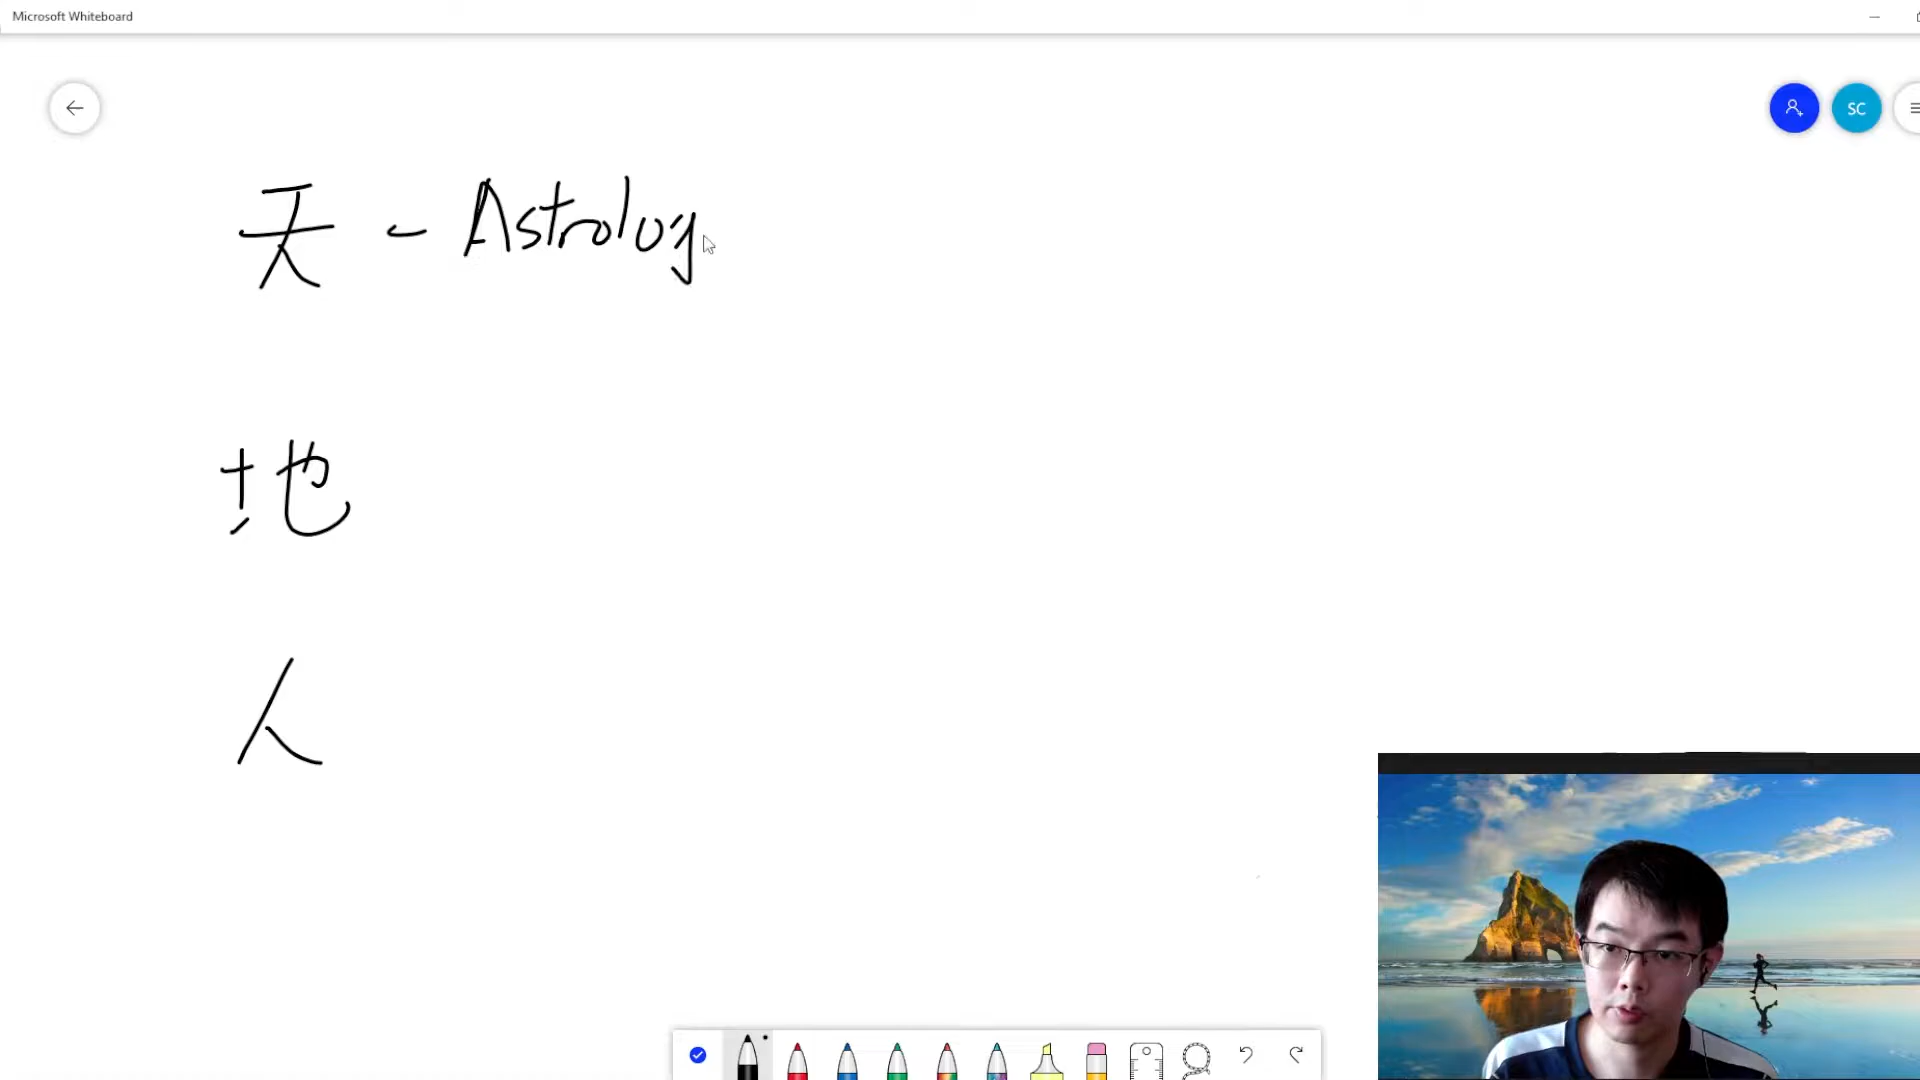 Microsoft Whiteboard
SC
天 - Astrology
地
人